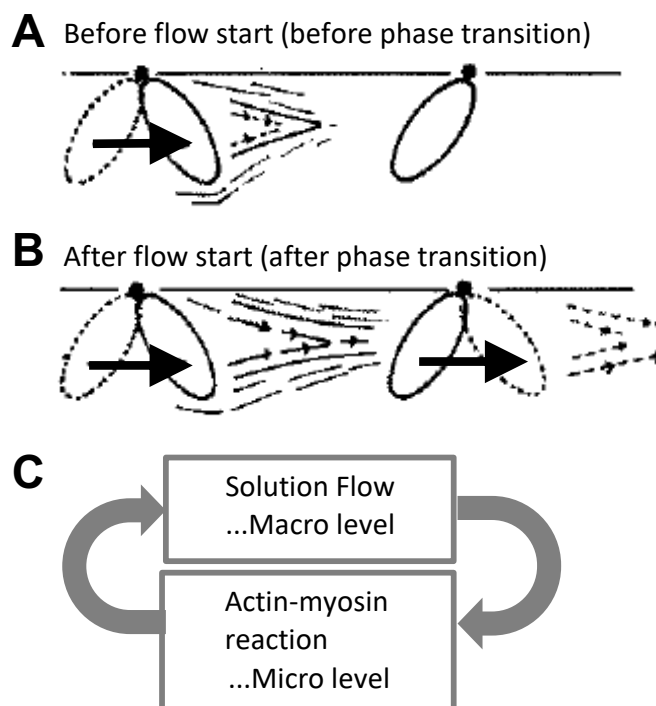 A Before flow start (before phase transition)
B After flow start (after phase transition)
C
Solution Flow
...Macro level
Actin-myosin
reaction
...Micro level